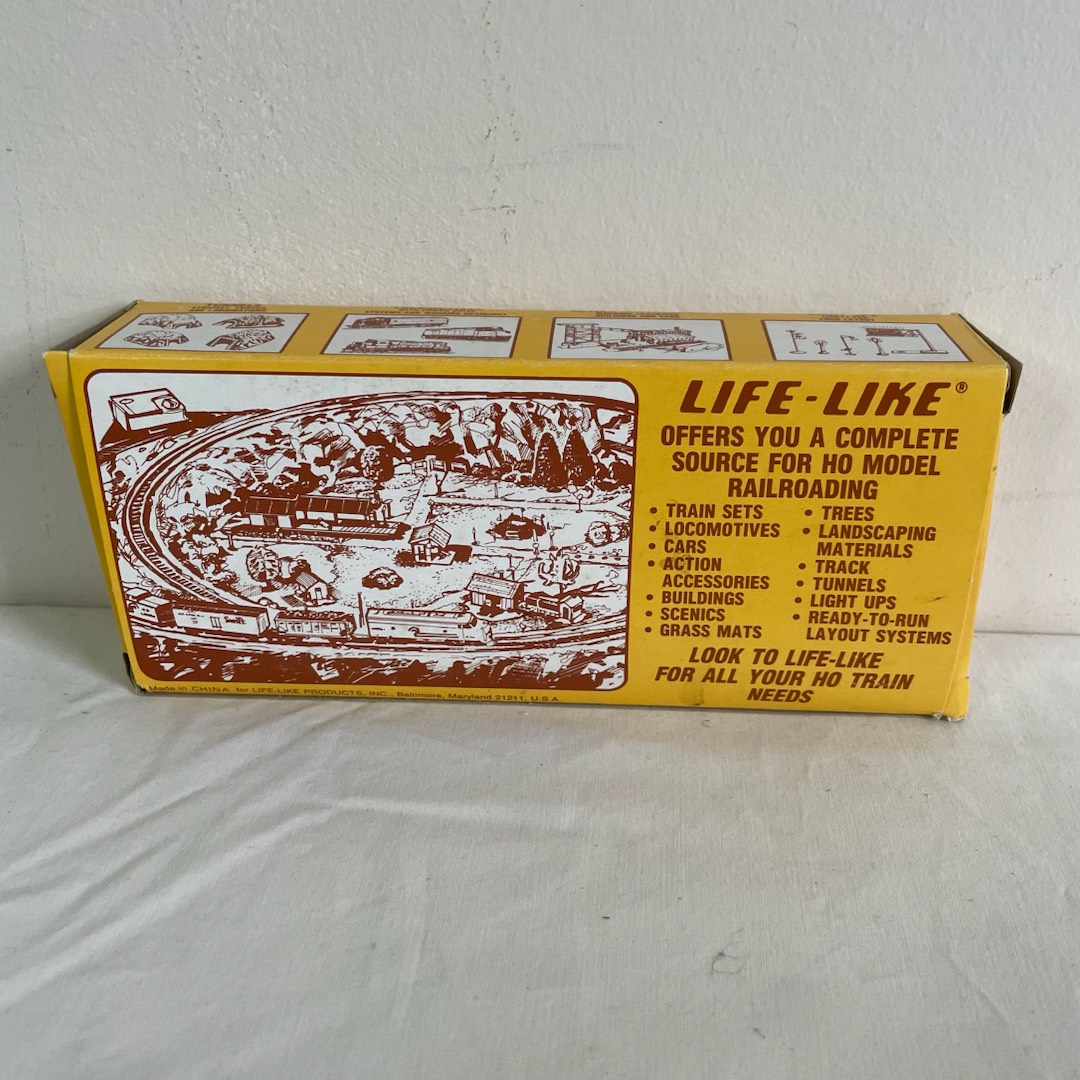 LIFE-LIKE®
OFFERS YOU A COMPLETE
SOURCE FOR HO MODEL
RAILROADING
• TRAIN SETS
• LOCOMOTIVES
• CARS
• ACTION
ACCESSORIES
• BUILDINGS
• SCENICS
• GRASS MATS
• TREES
• LANDSCAPING
MATERIALS
• TRACK
• TUNNELS
• LIGHT UPS
• READY-TO-RUN
LAYOUT SYSTEMS
LOOK TO LIFE-LIKE
FOR ALL YOUR HO TRAIN
NEEDS
Swift
Made in CHINA for LIFE-LIKE PRODUCTS, INC., Baltimore, Maryland 21211, U.S.A.